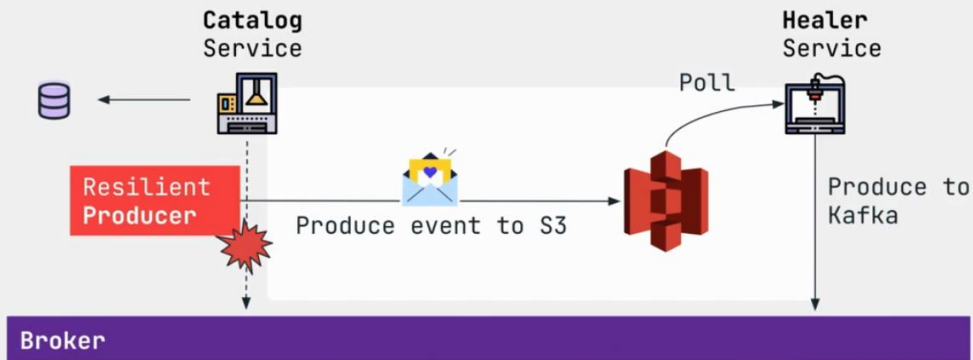 Catalog
Service
Healer
Service
Poll
Resilient
Producer
Produce event to S3
Produce to
Kafka
Broker